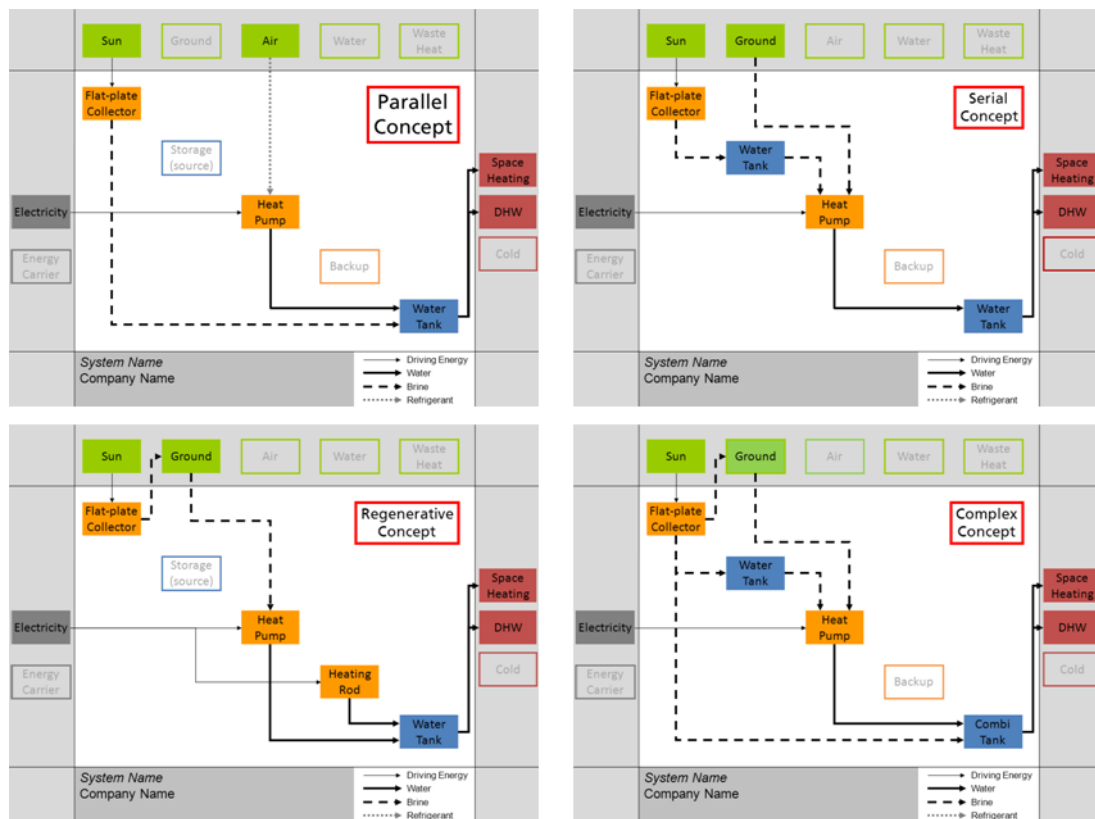 Sun
Ground
Air
Water
Waste
Heat
Flat-plate
Collector
Parallel
Concept
Storage
(source)
Space
Heating
Electricity
Heat
Pump
DHW
Energy
Carrier
Backup
Cold
Water
Tank
System Name
Company Name
Driving Energy
Water
Brine
Refrigerant
Sun
Ground
Air
Water
Waste
Heat
Flat-plate
Collector
Serial
Concept
Water
Tank
Space
Heating
Electricity
Heat
Pump
DHW
Energy
Carrier
Backup
Cold
Water
Tank
System Name
Company Name
Driving Energy
Water
Brine
Refrigerant
Sun
Ground
Air
Water
Waste
Heat
Flat-plate
Collector
Regenerative
Concept
Storage
(source)
Space
Heating
Electricity
Heat
Pump
DHW
Energy
Carrier
Heating
Rod
Cold
Water
Tank
System Name
Company Name
Driving Energy
Water
Brine
Refrigerant
Sun
Ground
Air
Water
Waste
Heat
Flat-plate
Collector
Complex
Concept
Water
Tank
Space
Heating
Electricity
Heat
Pump
DHW
Energy
Carrier
Backup
Cold
Combi
Tank
System Name
Company Name
Driving Energy
Water
Brine
Refrigerant